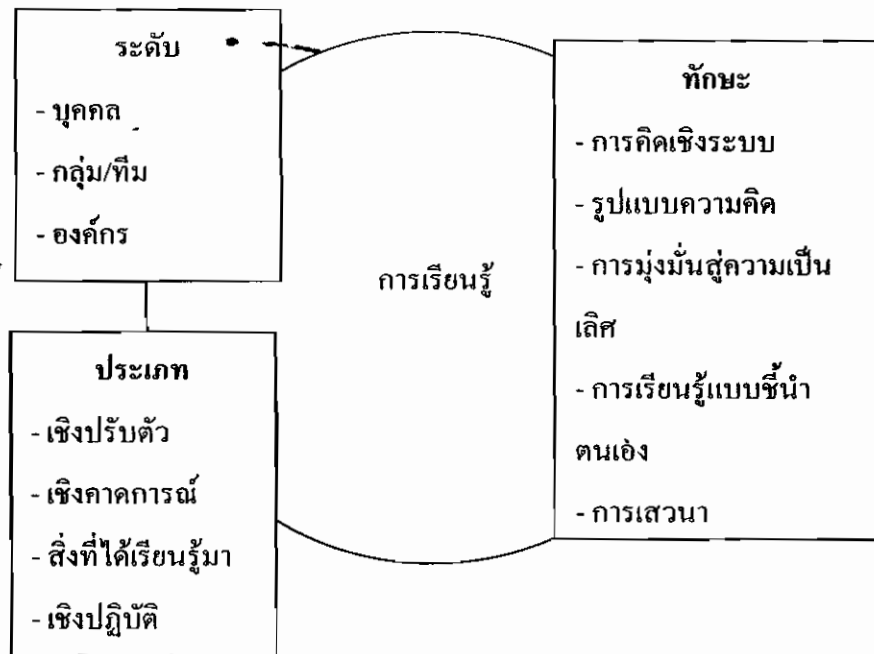 ระดับ
- บุคคล
- กลุ่ม/ทีม
- องค์กร
ประเภท
- เชิงปรับตัว
- เชิงคาดการณ์
- สิ่งที่ได้เรียนรู้มา
- เชิงปฏิบัติ
การเรียนรู้
ทักษะ
- การคิดเชิงระบบ
- รูปแบบความคิด
- การมุ่งมั่นสู่ความเป็น
เลิศ
- การเรียนรู้แบบชี้นำ
ตนเอง
- การเสวนา